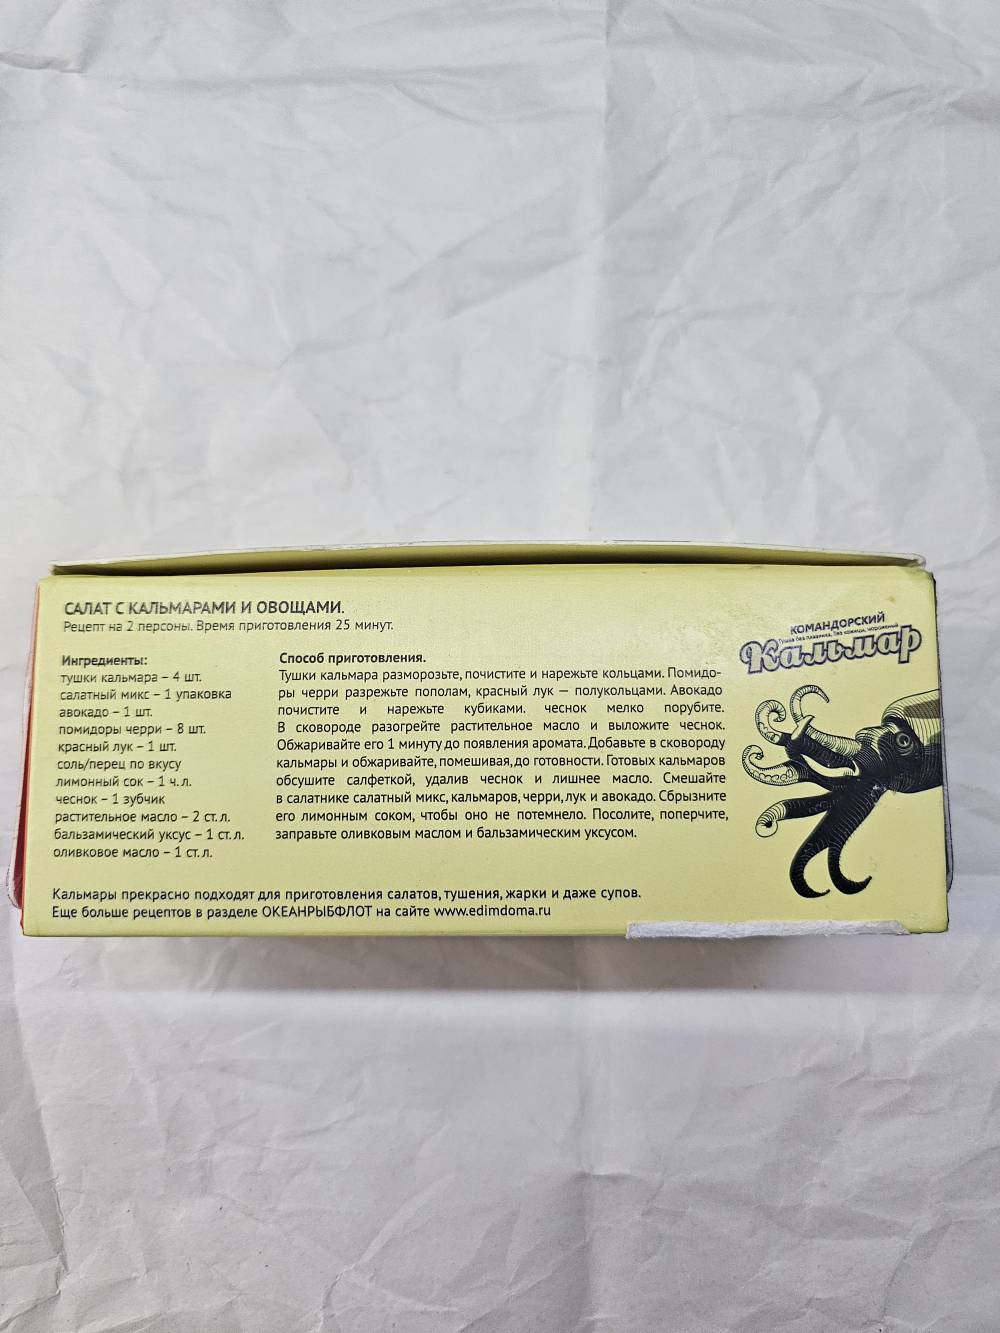 САЛАТ С КАЛЬМАРАМИ И ОВОЩАМИ.
Рецепт на 2 персоны. Время приготовления 25 минут.
Ингредиенты:
тушки кальмара – 4 шт.
салатный микс – 1 упаковка
авокадо – 1 шт.
помидоры черри – 8 шт.
красный лук – 1 шт.
соль/перец по вкусу
лимонный сок – 1 ч.л.
чеснок – 1 зубчик
растительное масло – 2 ст.л.
бальзамический уксус – 1 ст.л.
оливковое масло – 1 ст.л.
Способ приготовления.
Тушки кальмара разморозьте, почистите и нарежьте кольцами. Помидо-
ры черри разрежьте пополам, красный лук — полукольцами. Авокадо
почистите и нарежьте кубиками. чеснок мелко порубите.
В сковороде разогрейте растительное масло и выложите чеснок.
Обжаривайте его 1 минуту до появления аромата. Добавьте в сковороду
кальмары и обжаривайте, помешивая, до готовности. Готовых кальмаров
обсушите салфеткой, удалив чеснок и лишнее масло. Смешайте
в салатнике салатный микс, кальмаров, черри, лук и авокадо. Сбрызните
его лимонным соком, чтобы оно не потемнело. Посолите, поперчите,
заправьте оливковым маслом и бальзамическим уксусом.
КОМАНДОРСКИЙ
Тушка без плавника, без кожицы, мороженый
Кальмар
Кальмары прекрасно подходят для приготовления салатов, тушения, жарки и даже супов.
Еще больше рецептов в разделе ОКЕАНРЫБФЛОТ на сайте www.edimdoma.ru